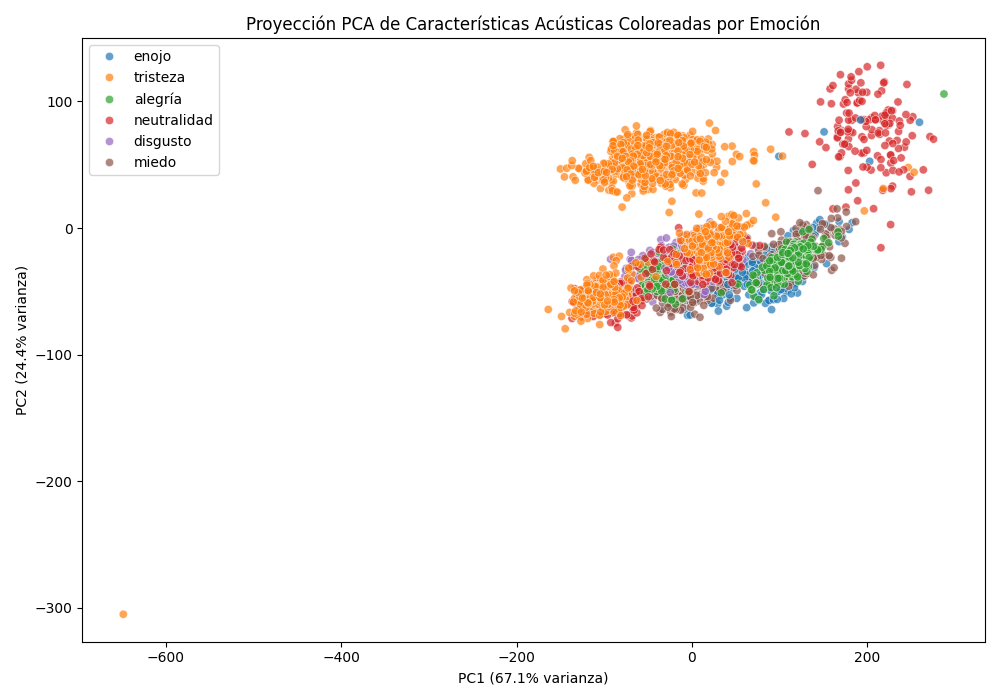 Proyección PCA de Características Acústicas Coloreadas por Emoción
enojo
tristeza
alegría
neutralidad
disgusto
miedo
100
0
−100
−200
−300
PC2 (24.4% varianza)
−600
−400
−200
0
200
PC1 (67.1% varianza)